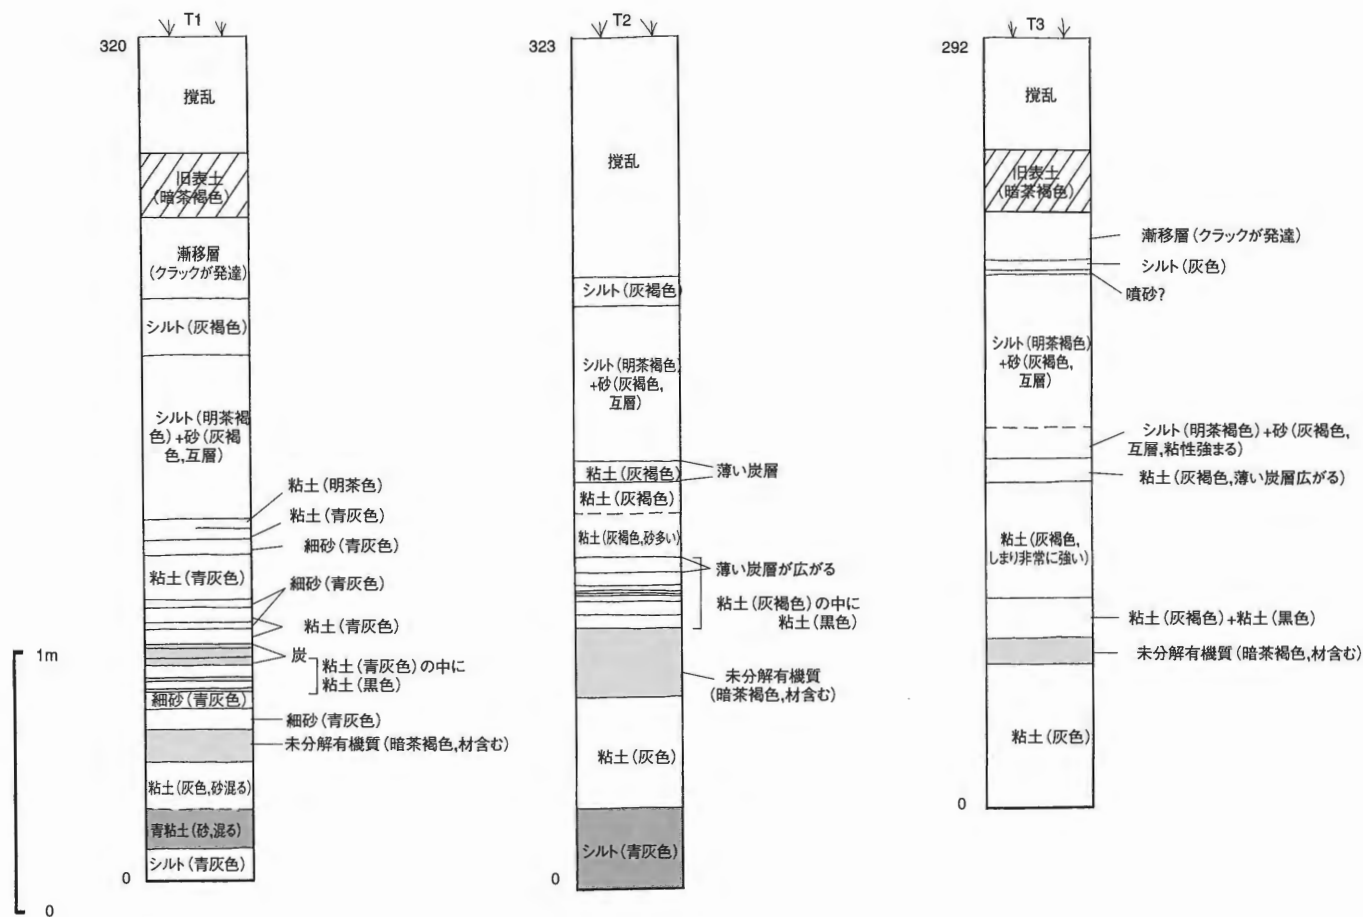 T1
320
撹乱
旧表土
(暗茶褐色)
漸移層
(クラックが発達)
シルト(灰褐色)
シルト(明茶褐
色)+砂(灰褐
色,互層)
粘土(明茶色)
粘土(青灰色)
細砂(青灰色)
粘土(青灰色)
細砂(青灰色)
粘土(青灰色)
炭
粘土(青灰色)の中に
粘土(黒色)
細砂(青灰色)
細砂(青灰色)
未分解有機質(暗茶褐色,材含む)
粘土(灰色,砂混る)
青粘土(砂,混る)
シルト(青灰色)
0
1m
0
T2
323
撹乱
シルト(灰褐色)
シルト(明茶褐色)
+砂(灰褐色,
互層)
粘土(灰褐色)
薄い炭層
粘土(灰褐色)
粘土(灰褐色,砂多い)
薄い炭層が広がる
粘土(灰褐色)の中に
粘土(黒色)
未分解有機質
(暗茶褐色,材含む)
粘土(灰色)
シルト(青灰色)
0
T3
292
撹乱
旧表土
(暗茶褐色)
漸移層(クラックが発達)
シルト(灰色)
噴砂?
シルト(明茶褐色)
+砂(灰褐色,
互層)
シルト(明茶褐色)+砂(灰褐色,
互層,粘性強まる)
粘土(灰褐色,薄い炭層広がる)
粘土(灰褐色,
しまり非常に強い)
粘土(灰褐色)+粘土(黒色)
未分解有機質(暗茶褐色,材含む)
粘土(灰色)
0